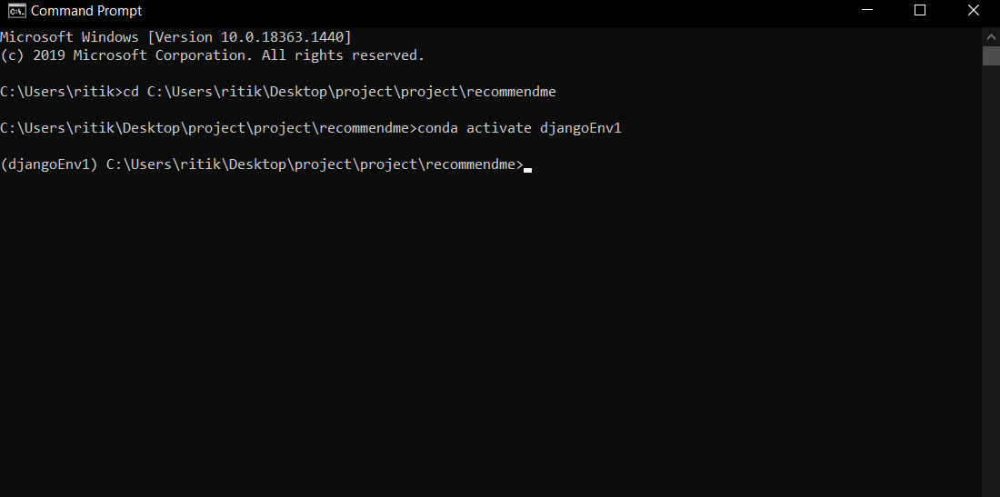 Command Prompt
Microsoft Windows [Version 10.0.18363.1440]
(c) 2019 Microsoft Corporation. All rights reserved.
C:\Users\ritik>cd C:\Users\ritik\Desktop\project\project\recommendme
C:\Users\ritik\Desktop\project\project\recommendme>conda activate djangoEnv1
(djangoEnv1) C:\Users\ritik\Desktop\project\project\recommendme>